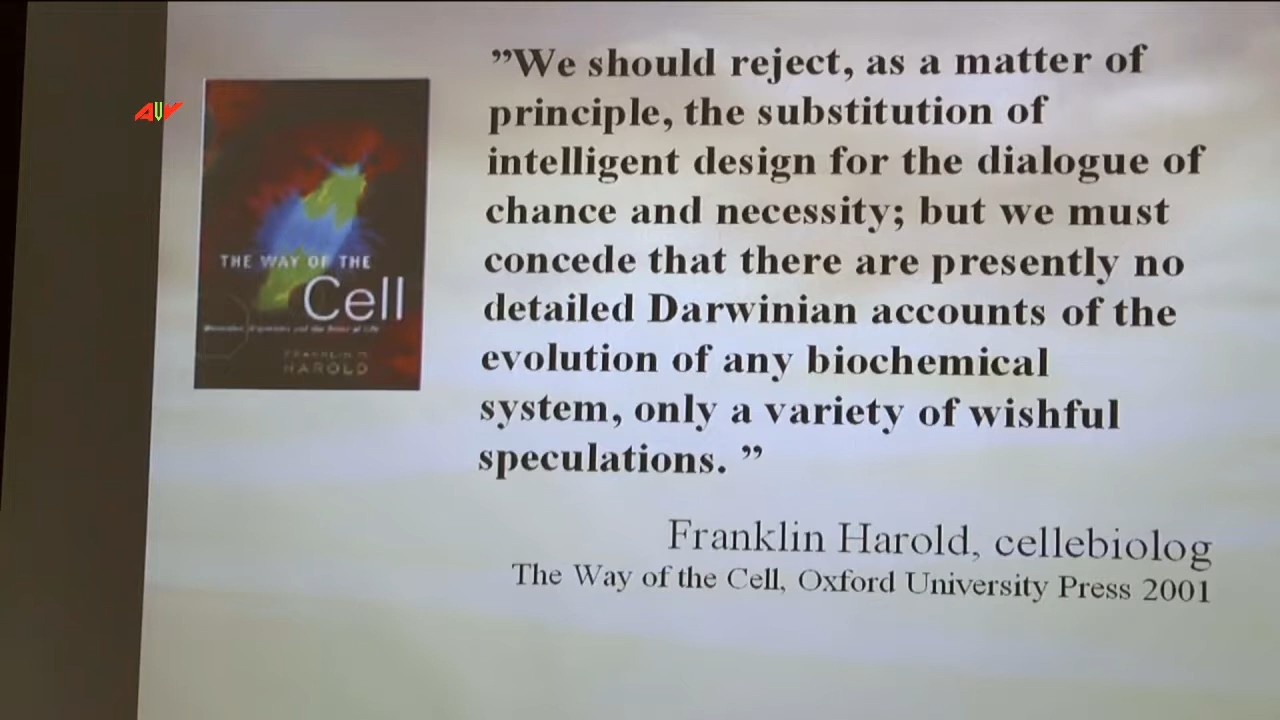 AV
”We should reject, as a matter of
principle, the substitution of
intelligent design for the dialogue of
chance and necessity; but we must
concede that there are presently no
detailed Darwinian accounts of the
evolution of any biochemical
system, only a variety of wishful
speculations. ”
THE WAY OF THE
Cell
FRANKLIN M.
HAROLD
Franklin Harold, cellebiolog
The Way of the Cell, Oxford University Press 2001